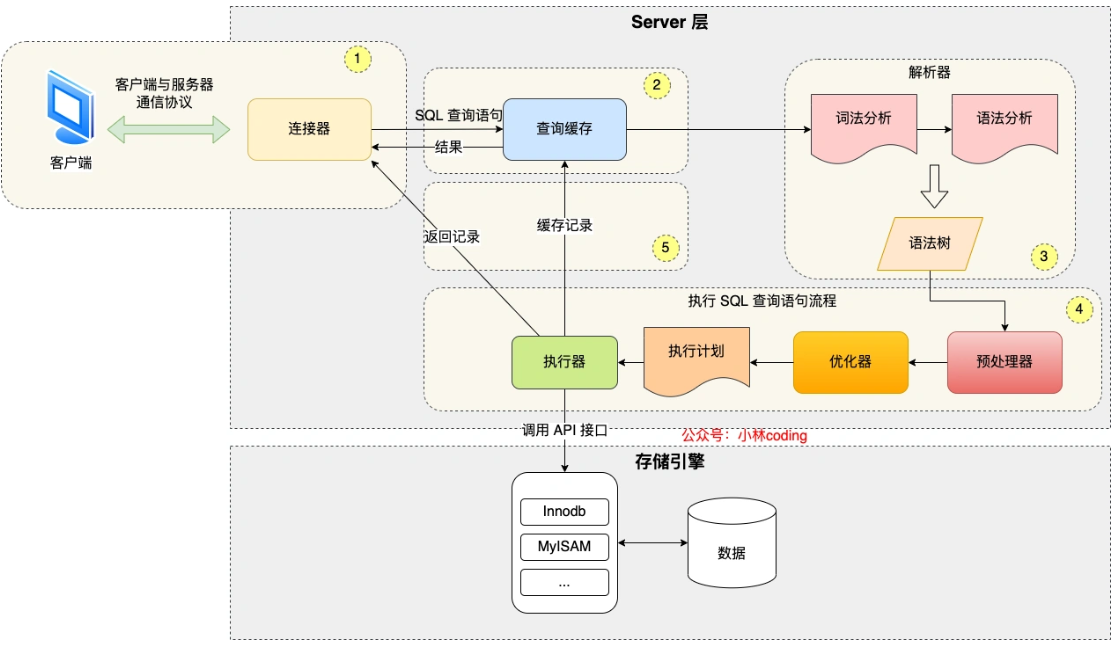 Server 层
1
客户端与服务器
通信协议
客户端
连接器
SQL 查询语句
结果
查询缓存
2
解析器
词法分析
语法分析
语法树
3
返回记录
缓存记录
5
执行 SQL 查询语句流程
4
执行器
执行计划
优化器
预处理器
调用 API 接口
公众号：小林coding
存储引擎
Innodb
MyISAM
...
数据